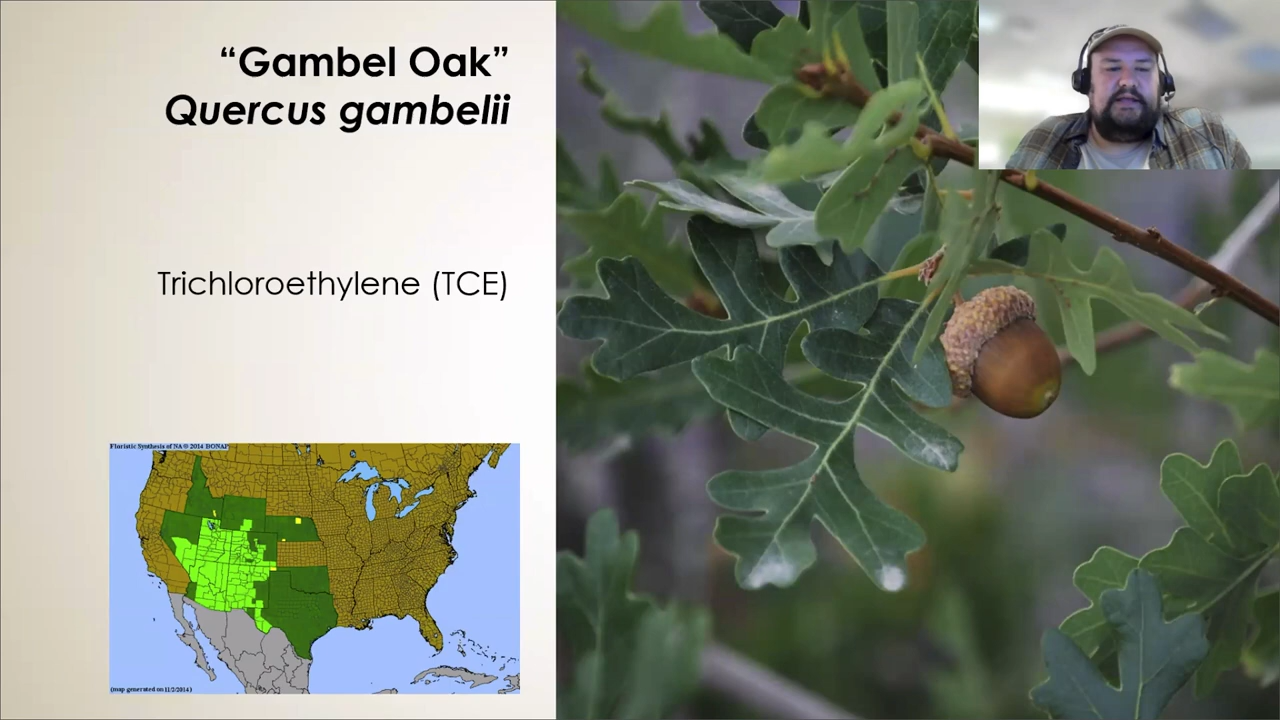 “Gambel Oak”
Quercus gambelii
Trichloroethylene (TCE)
Floristic Synthesis of NA © 2014 BONAP
(map generated on 11/2/2014)